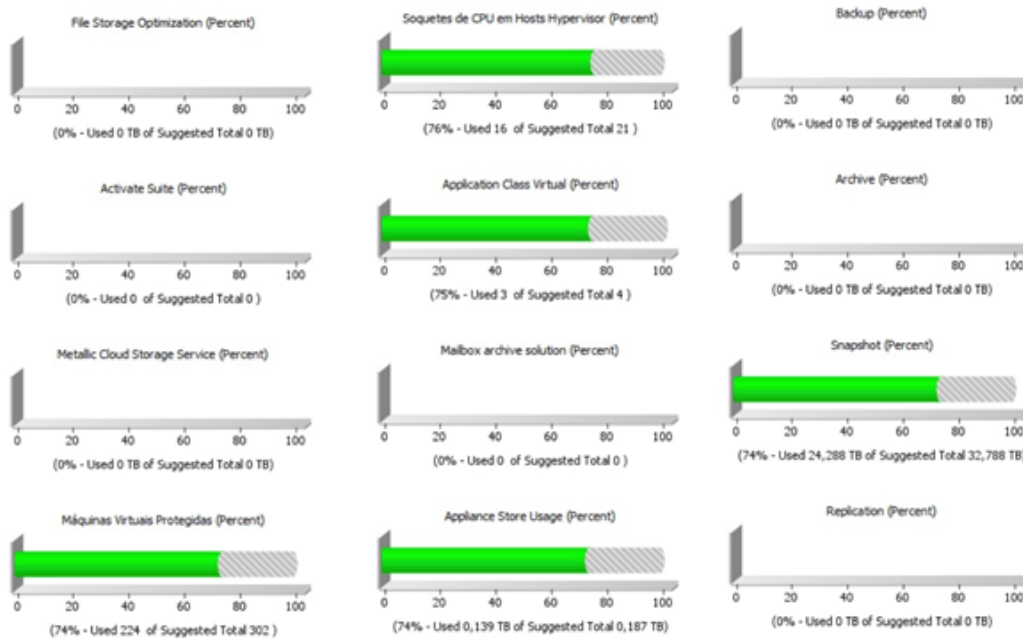 File Storage Optimization (Percent)
0 20 40 60 80 100
(0% - Used 0 TB of Suggested Total 0 TB)
Soquetes de CPU em Hosts Hypervisor (Percent)
0 20 40 60 80 100
(76% - Used 16 of Suggested Total 21 )
Backup (Percent)
0 20 40 60 80 100
(0% - Used 0 TB of Suggested Total 0 TB)
Activate Suite (Percent)
0 20 40 60 80 100
(0% - Used 0 of Suggested Total 0 )
Application Class Virtual (Percent)
0 20 40 60 80 100
(75% - Used 3 of Suggested Total 4 )
Archive (Percent)
0 20 40 60 80 100
(0% - Used 0 TB of Suggested Total 0 TB)
Metallic Cloud Storage Service (Percent)
0 20 40 60 80 100
(0% - Used 0 TB of Suggested Total 0 TB)
Mailbox archive solution (Percent)
0 20 40 60 80 100
(0% - Used 0 of Suggested Total 0 )
Snapshot (Percent)
0 20 40 60 80 100
(74% - Used 24,288 TB of Suggested Total 32,788 TB)
Máquinas Virtuais Protegidas (Percent)
0 20 40 60 80 100
(74% - Used 224 of Suggested Total 302 )
Appliance Store Usage (Percent)
0 20 40 60 80 100
(74% - Used 0,139 TB of Suggested Total 0,187 TB)
Replication (Percent)
0 20 40 60 80 100
(0% - Used 0 TB of Suggested Total 0 TB)